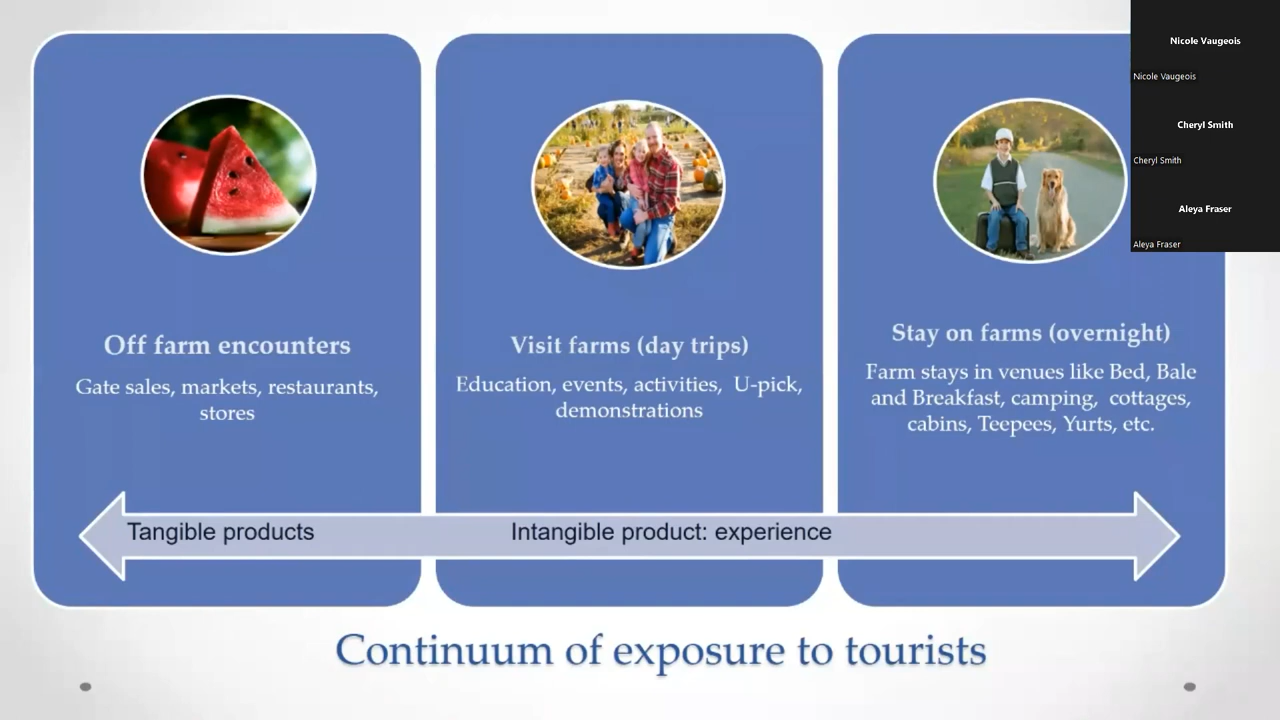 Off farm encounters
Gate sales, markets, restaurants,
stores
Visit farms (day trips)
Education, events, activities, U-pick,
demonstrations
Stay on farms (overnight)
Farm stays in venues like Bed, Bale
and Breakfast, camping, cottages,
cabins, Teepees, Yurts, etc.
Tangible products
Intangible product: experience
Continuum of exposure to tourists
Nicole Vaugeois
Nicole Vaugeois
Cheryl Smith
Cheryl Smith
Aleya Fraser
Aleya Fraser